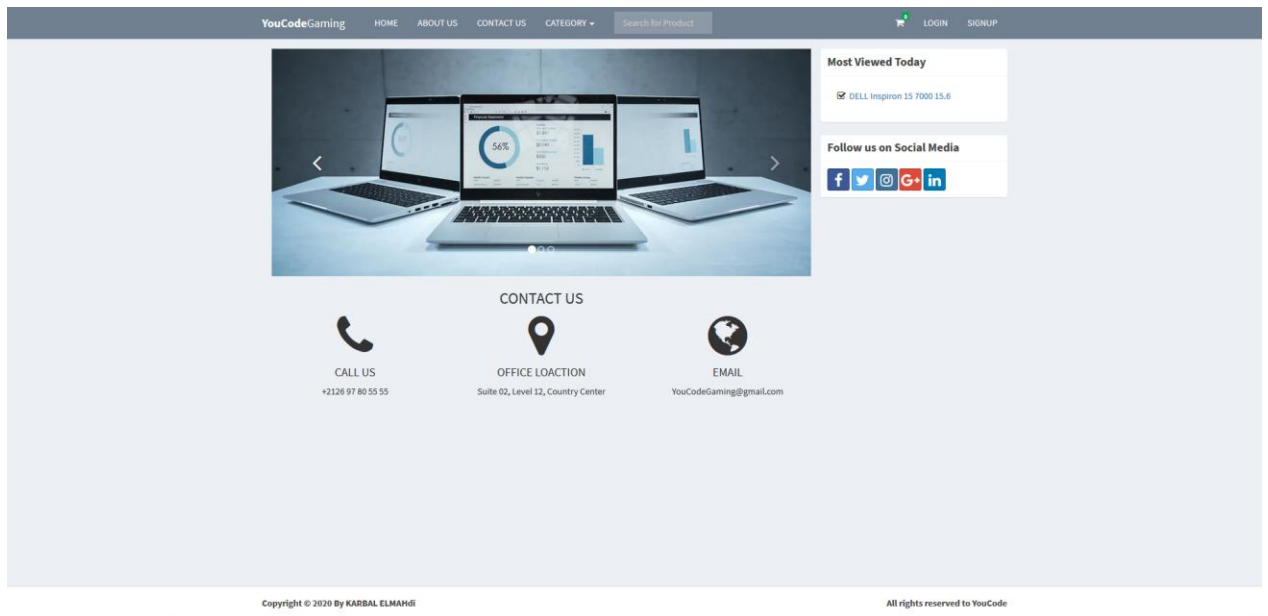 YouCodeGaming HOME ABOUT US CONTACT US CATEGORY Search for Product 0 LOGIN SIGNUP
56%
Most Viewed Today
DELL Inspiron 15 7000 15.6
Follow us on Social Media
CONTACT US
CALL US
+2126 97 80 55 55
OFFICE LOACTION
Suite 02, Level 12, Country Center
EMAIL
YouCodeGaming@gmail.com
Copyright © 2020 By KARBAL ELMAHdi
All rights reserved to YouCode